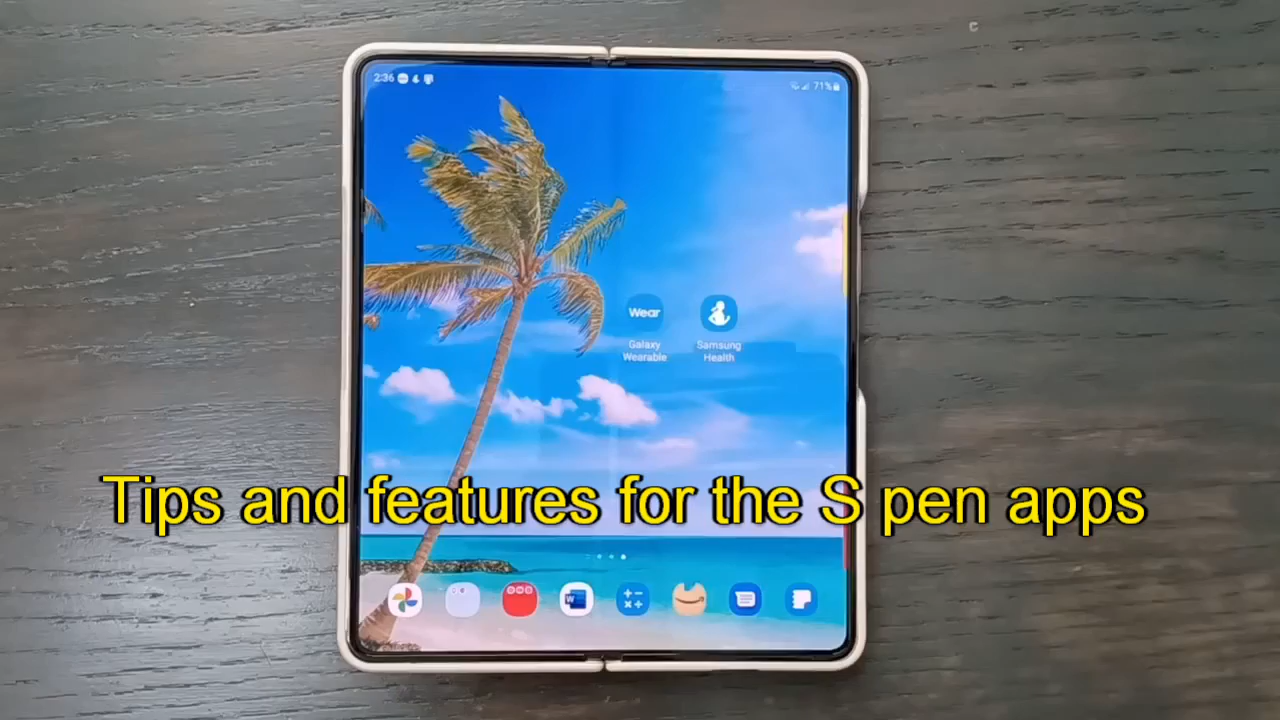 2:36
71%
Wear
Galaxy
Wearable
Samsung
Health
Tips and features for the S pen apps
W